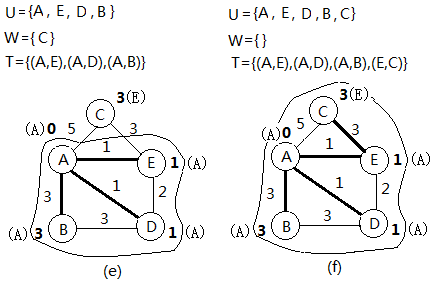 U={A, E, D, B}
W={C}
T={(A,E),(A,D),(A,B)}
3(E)
C
(A)0
5
3
1
A
E
1(A)
1
3
2
3
(A)3
B
D
1(A)
(e)
U={A, E, D, B, C}
W={}
T={(A,E),(A,D),(A,B),(E,C)}
3(E)
C
(A)0
5
3
1
A
E
1(A)
1
3
2
3
(A)3
B
D
1(A)
(f)